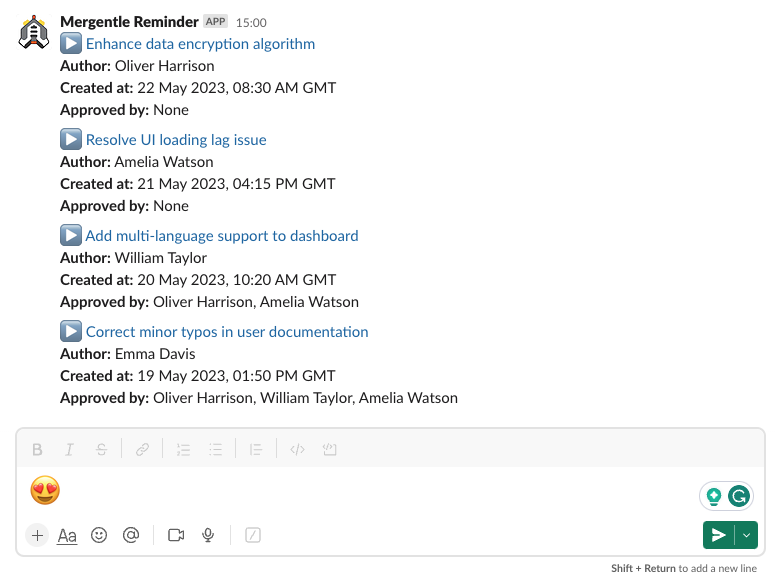 Mergentle Reminder APP 15:00
Enhance data encryption algorithm
Author: Oliver Harrison
Created at: 22 May 2023, 08:30 AM GMT
Approved by: None
Resolve UI loading lag issue
Author: Amelia Watson
Created at: 21 May 2023, 04:15 PM GMT
Approved by: None
Add multi-language support to dashboard
Author: William Taylor
Created at: 20 May 2023, 10:20 AM GMT
Approved by: Oliver Harrison, Amelia Watson
Correct minor typos in user documentation
Author: Emma Davis
Created at: 19 May 2023, 01:50 PM GMT
Approved by: Oliver Harrison, William Taylor, Amelia Watson
B I S
Aa
Shift + Return to add a new line